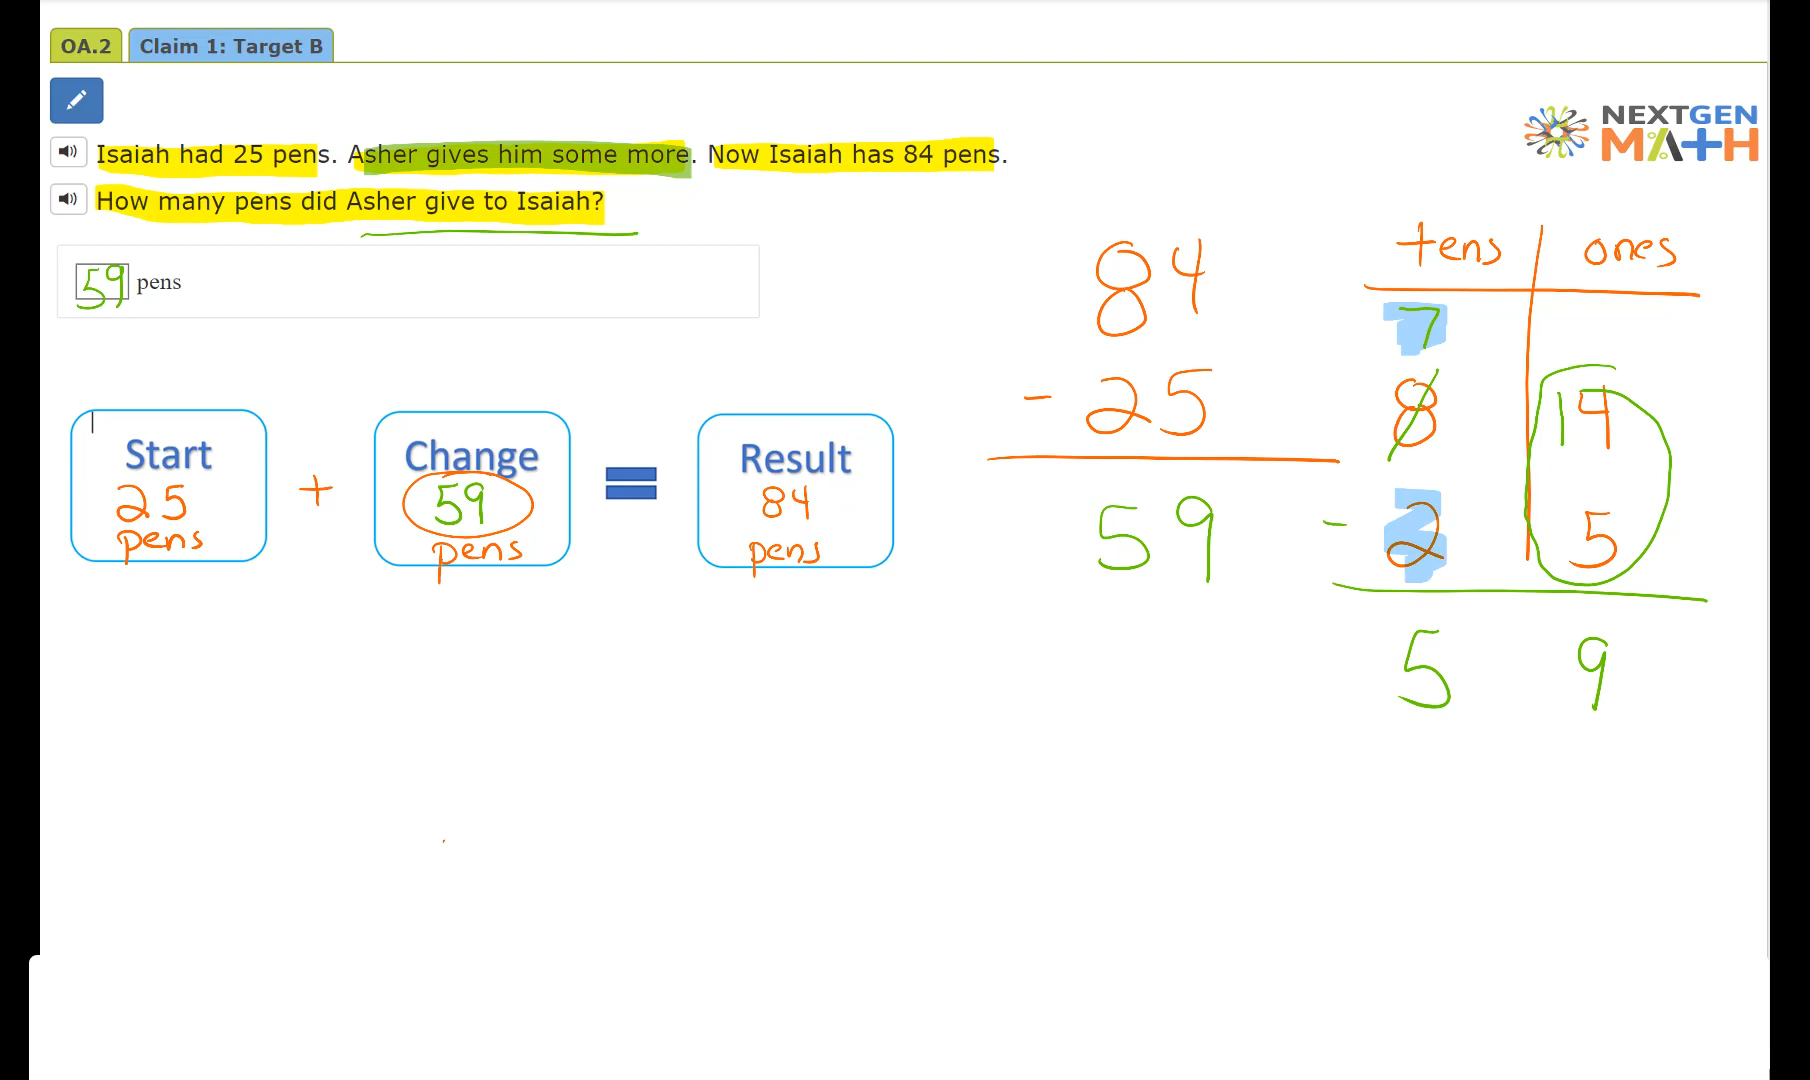 OA.2 Claim 1: Target B
NEXTGEN
MATH
Isaiah had 25 pens. Asher gives him some more. Now Isaiah has 84 pens.
How many pens did Asher give to Isaiah?
59 pens
Start
25
pens
+
Change
59
pens
=
Result
84
pens
84
- 25
59
tens ones
7
8 14
- 2 5
5 9